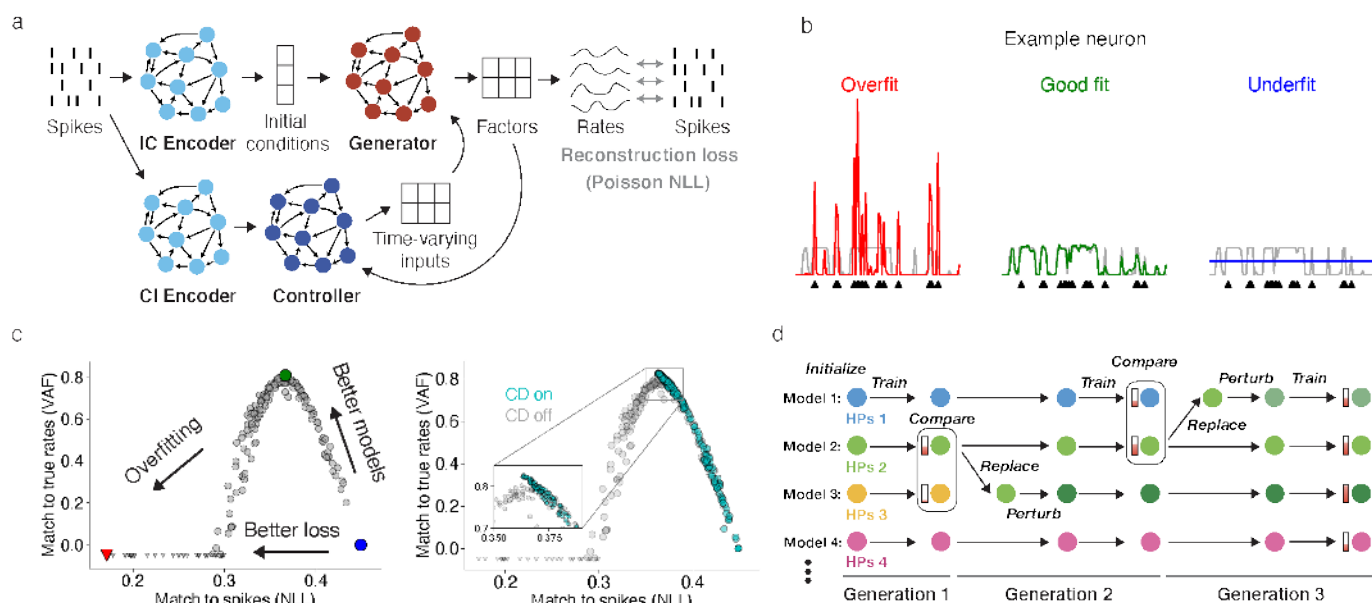 a
Spikes
IC Encoder
Initial
conditions
Generator
Factors
Rates
Spikes
Reconstruction loss
(Poisson NLL)
CI Encoder
Controller
Time-varying
inputs
b
Example neuron
Overfit
Good fit
Underfit
c
Match to true rates (VAF)
0.8
0.6
0.4
0.2
0.0
Overfitting
Better models
Better loss
0.2
0.3
0.4
Match to spikes (NLL)
Match to true rates (VAF)
0.8
0.6
0.4
0.2
0.0
CD on
CD off
0.8
0.7
0.350
0.375
0.2
0.3
0.4
Match to spikes (NLL)
d
Initialize
Train
Compare
Train
Compare
Perturb
Train
Model 1:
HPs 1
Replace
Model 2:
HPs 2
Replace
Model 3:
HPs 3
Perturb
Model 4:
HPs 4
Generation 1
Generation 2
Generation 3